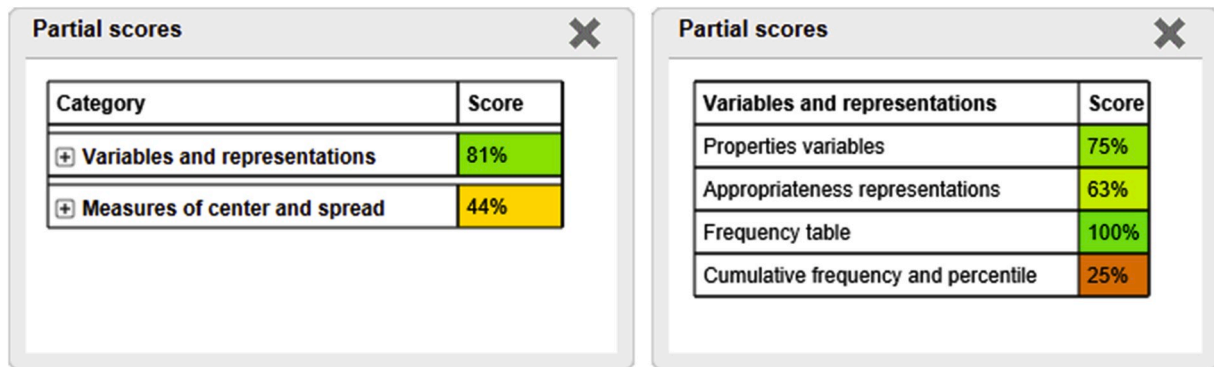 Partial scores
Category Score
Variables and representations 81%
Measures of center and spread 44%
Partial scores
Variables and representations Score
Properties variables 75%
Appropriateness representations 63%
Frequency table 100%
Cumulative frequency and percentile 25%